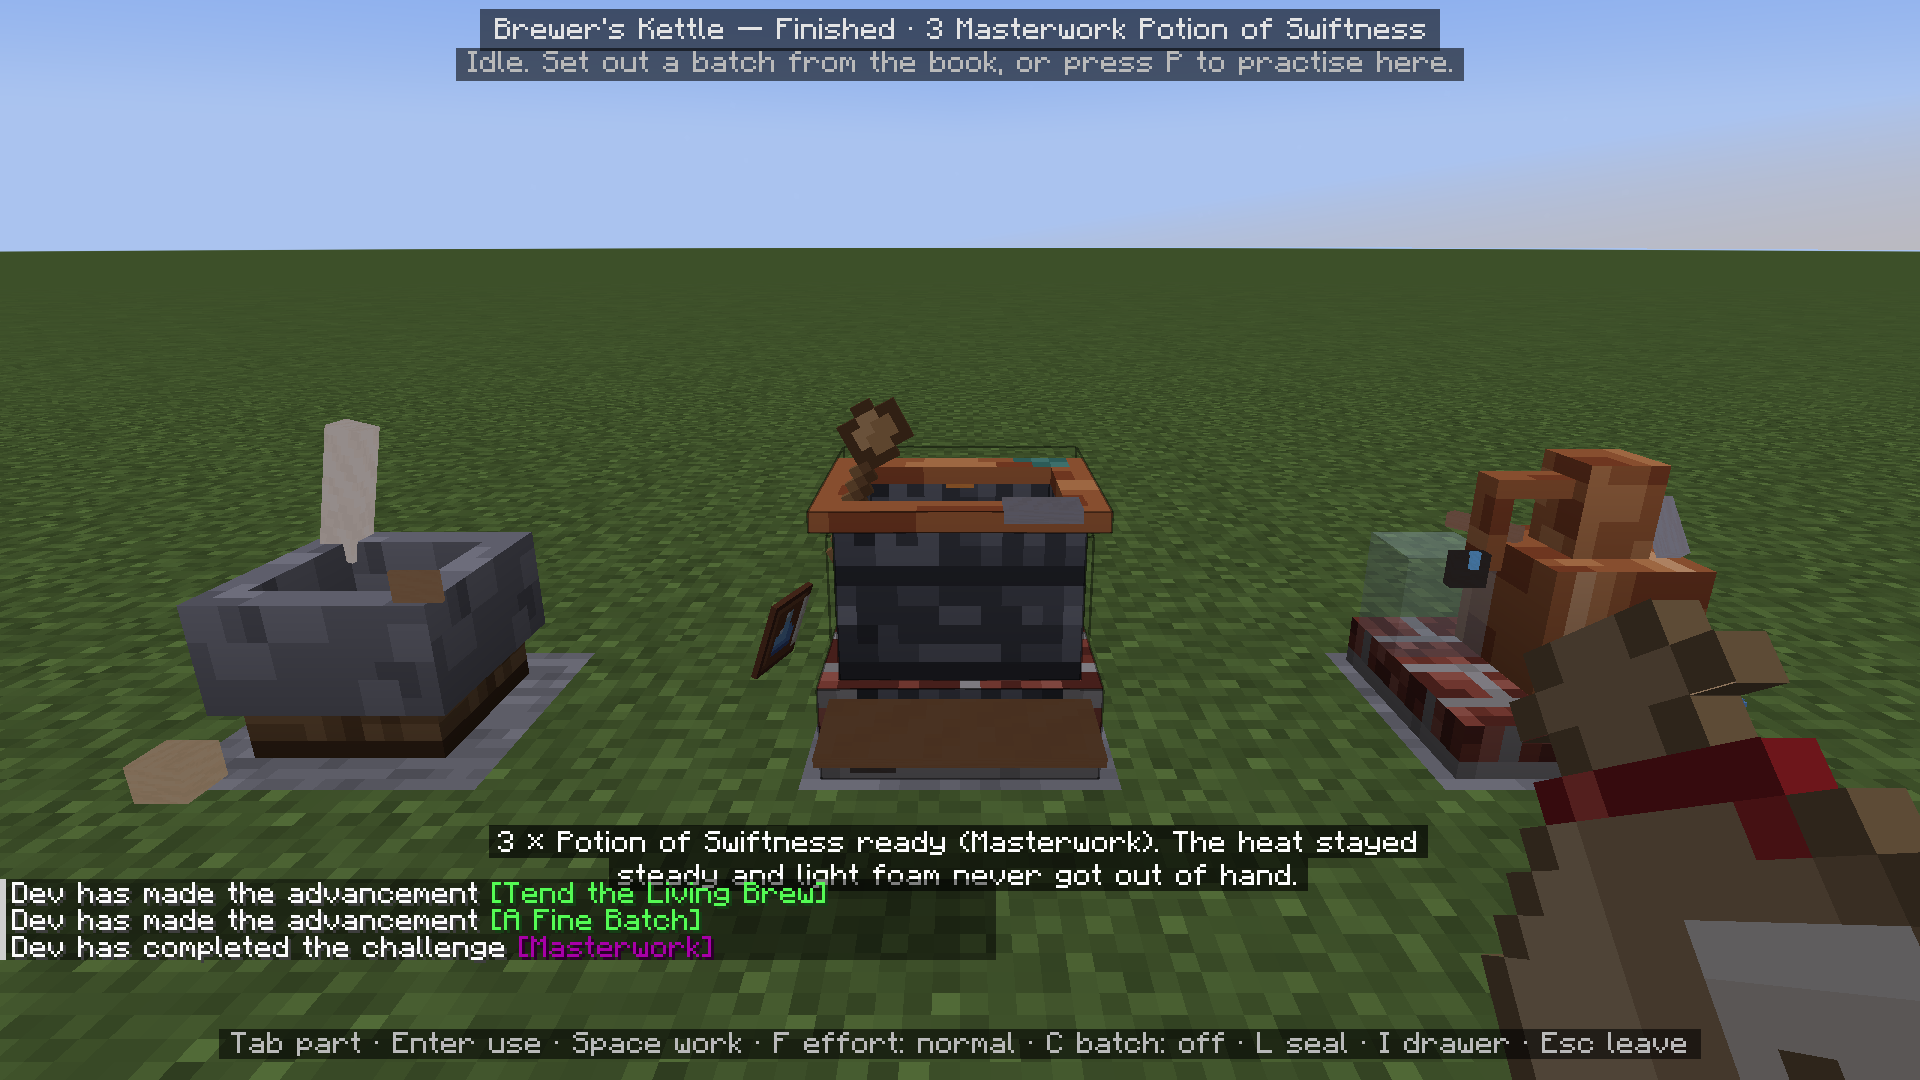 Brewer's Kettle — Finished · 3 Masterwork Potion of Swiftness
Idle. Set out a batch from the book, or press P to practise here.
3 × Potion of Swiftness ready (Masterwork). The heat stayed
steady and light foam never got out of hand.
Dev has made the advancement [Tend the Living Brew]
Dev has made the advancement [A Fine Batch]
Dev has completed the challenge [Masterwork]
Tab part · Enter use · Space work · F effort: normal · C batch: off · L seal · I drawer · Esc leave